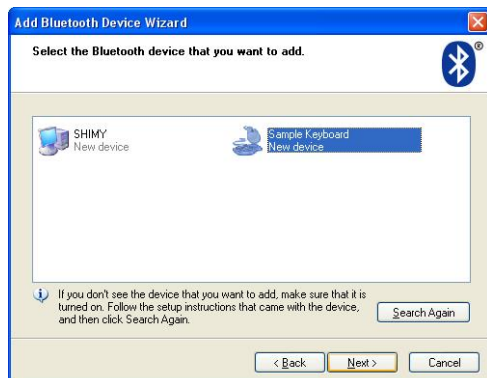 Add Bluetooth Device Wizard
Select the Bluetooth device that you want to add.
®
SHIMY
New device
Sample Keyboard
New device
If you don't see the device that you want to add, make sure that it is
turned on. Follow the setup instructions that came with the device,
and then click Search Again.
Search Again
< Back
Next >
Cancel